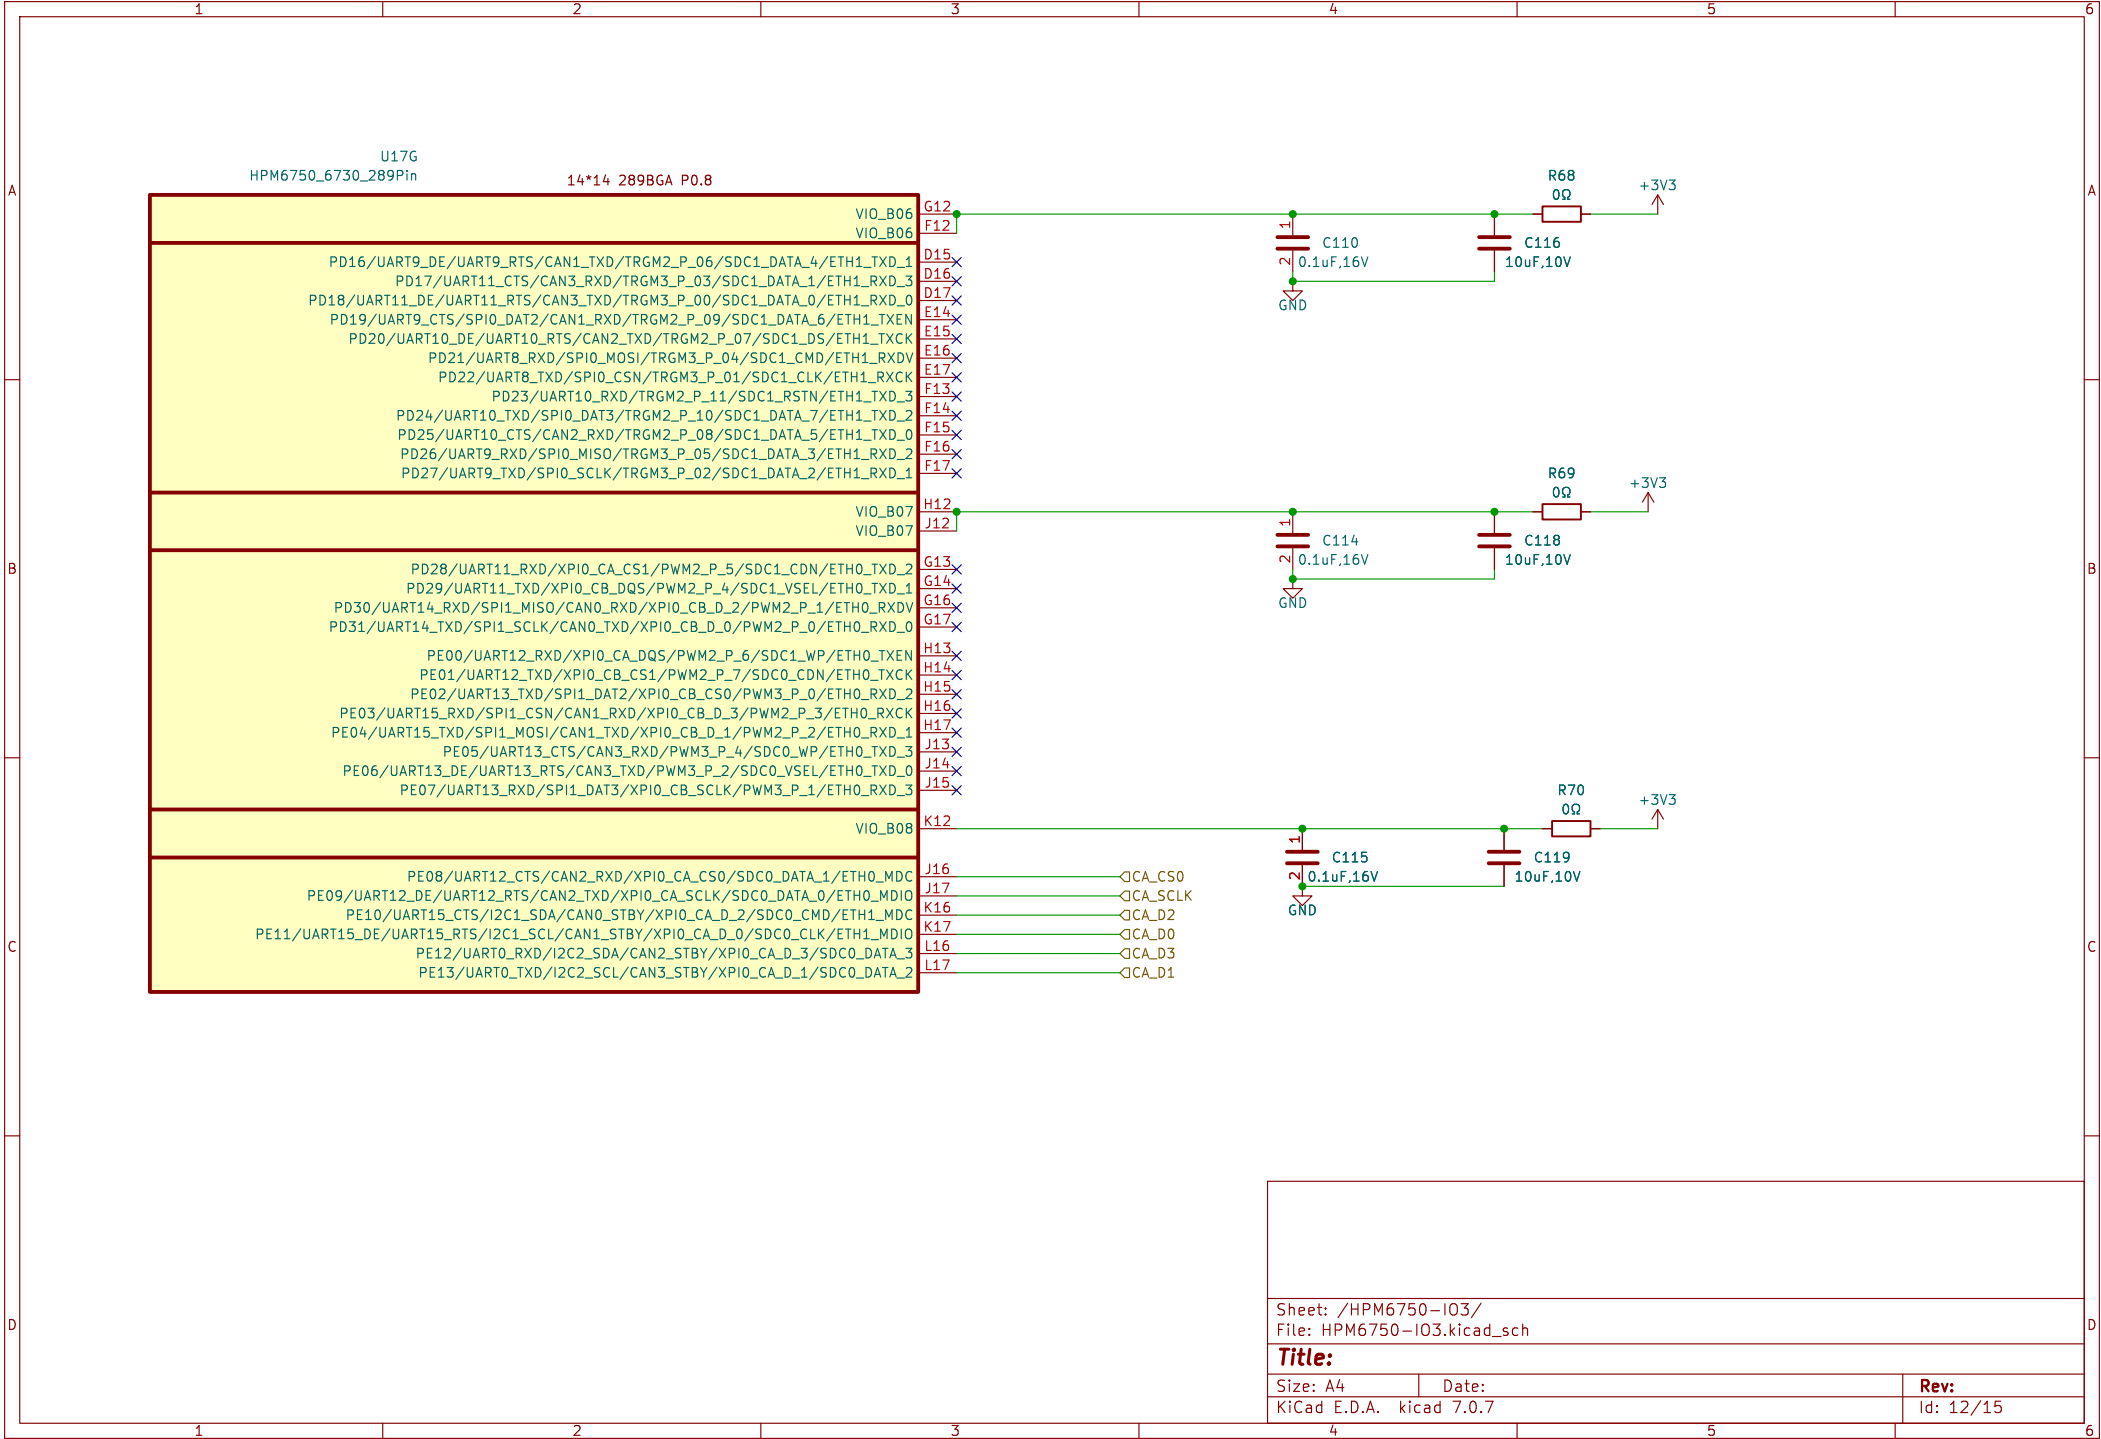 1 2 3 4 5 6
A A
B B
C C
D D
U17G
HPM6750_6730_289Pin
14*14 289BGA P0.8
VIO_B06 G12
VIO_B06 F12
PD16/UART9_DE/UART9_RTS/CAN1_TXD/TRGM2_P_06/SDC1_DATA_4/ETH1_TXD_1 D15
PD17/UART11_CTS/CAN3_RXD/TRGM3_P_03/SDC1_DATA_1/ETH1_RXD_3 D16
PD18/UART11_DE/UART11_RTS/CAN3_TXD/TRGM3_P_00/SDC1_DATA_0/ETH1_RXD_0 D17
PD19/UART9_CTS/SPI0_DAT2/CAN1_RXD/TRGM2_P_09/SDC1_DATA_6/ETH1_TXEN E14
PD20/UART10_DE/UART10_RTS/CAN2_TXD/TRGM2_P_07/SDC1_DS/ETH1_TXCK E15
PD21/UART8_RXD/SPI0_MOSI/TRGM3_P_04/SDC1_CMD/ETH1_RXDV E16
PD22/UART8_TXD/SPI0_CSN/TRGM3_P_01/SDC1_CLK/ETH1_RXCK E17
PD23/UART10_RXD/TRGM2_P_11/SDC1_RSTN/ETH1_TXD_3 F13
PD24/UART10_TXD/SPI0_DAT3/TRGM2_P_10/SDC1_DATA_7/ETH1_TXD_2 F14
PD25/UART10_CTS/CAN2_RXD/TRGM2_P_08/SDC1_DATA_5/ETH1_TXD_0 F15
PD26/UART9_RXD/SPI0_MISO/TRGM3_P_05/SDC1_DATA_3/ETH1_RXD_2 F16
PD27/UART9_TXD/SPI0_SCLK/TRGM3_P_02/SDC1_DATA_2/ETH1_RXD_1 F17
VIO_B07 H12
VIO_B07 J12
PD28/UART11_RXD/XPI0_CA_CS1/PWM2_P_5/SDC1_CDN/ETH0_TXD_2 G13
PD29/UART11_TXD/XPI0_CB_DQS/PWM2_P_4/SDC1_VSEL/ETH0_TXD_1 G14
PD30/UART14_RXD/SPI1_MISO/CAN0_RXD/XPI0_CB_D_2/PWM2_P_1/ETH0_RXDV G16
PD31/UART14_TXD/SPI1_SCLK/CAN0_TXD/XPI0_CB_D_0/PWM2_P_0/ETH0_RXD_0 G17
PE00/UART12_RXD/XPI0_CA_DQS/PWM2_P_6/SDC1_WP/ETH0_TXEN H13
PE01/UART12_TXD/XPI0_CB_CS1/PWM2_P_7/SDC0_CDN/ETH0_TXCK H14
PE02/UART13_TXD/SPI1_DAT2/XPI0_CB_CS0/PWM3_P_0/ETH0_RXD_2 H15
PE03/UART15_RXD/SPI1_CSN/CAN1_RXD/XPI0_CB_D_3/PWM2_P_3/ETH0_RXCK H16
PE04/UART15_TXD/SPI1_MOSI/CAN1_TXD/XPI0_CB_D_1/PWM2_P_2/ETH0_RXD_1 H17
PE05/UART13_CTS/CAN3_RXD/PWM3_P_4/SDC0_WP/ETH0_TXD_3 J13
PE06/UART13_DE/UART13_RTS/CAN3_TXD/PWM3_P_2/SDC0_VSEL/ETH0_TXD_0 J14
PE07/UART13_RXD/SPI1_DAT3/XPI0_CB_SCLK/PWM3_P_1/ETH0_RXD_3 J15
VIO_B08 K12
PE08/UART12_CTS/CAN2_RXD/XPI0_CA_CS0/SDC0_DATA_1/ETH0_MDC J16 CA_CS0
PE09/UART12_DE/UART12_RTS/CAN2_TXD/XPI0_CA_SCLK/SDC0_DATA_0/ETH0_MDIO J17 CA_SCLK
PE10/UART15_CTS/I2C1_SDA/CAN0_STBY/XPI0_CA_D_2/SDC0_CMD/ETH1_MDC K16 CA_D2
PE11/UART15_DE/UART15_RTS/I2C1_SCL/CAN1_STBY/XPI0_CA_D_0/SDC0_CLK/ETH1_MDIO K17 CA_D0
PE12/UART0_RXD/I2C2_SDA/CAN2_STBY/XPI0_CA_D_3/SDC0_DATA_3 L16 CA_D3
PE13/UART0_TXD/I2C2_SCL/CAN3_STBY/XPI0_CA_D_1/SDC0_DATA_2 L17 CA_D1
R68
0Ω
+3V3
1
2
C110
0.1uF,16V
C116
10uF,10V
GND
R69
0Ω
+3V3
1
2
C114
0.1uF,16V
C118
10uF,10V
GND
R70
0Ω
+3V3
1
2
C115
0.1uF,16V
C119
10uF,10V
GND
Sheet: /HPM6750-IO3/
File: HPM6750-IO3.kicad_sch
Title:
Size: A4 Date: Rev:
KiCad E.D.A. kicad 7.0.7 Id: 12/15
1 2 3 4 5 6